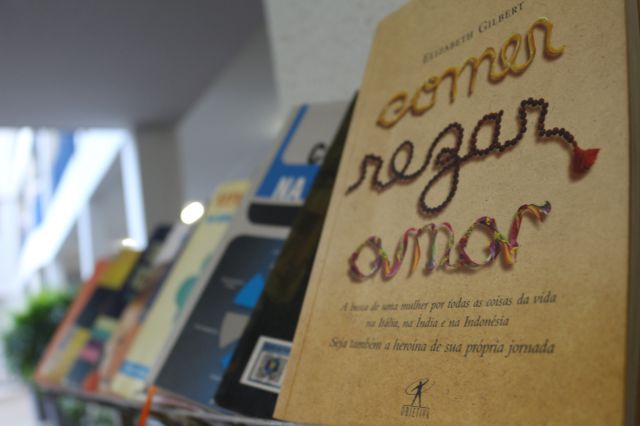 ELIZABETH GILBERT
comer
rezar
amar
A busca de uma mulher por todas as coisas da vida
na Itália, na Índia e na Indonésia
Seja também a heroína de sua própria jornada
OBJETIVA
NA